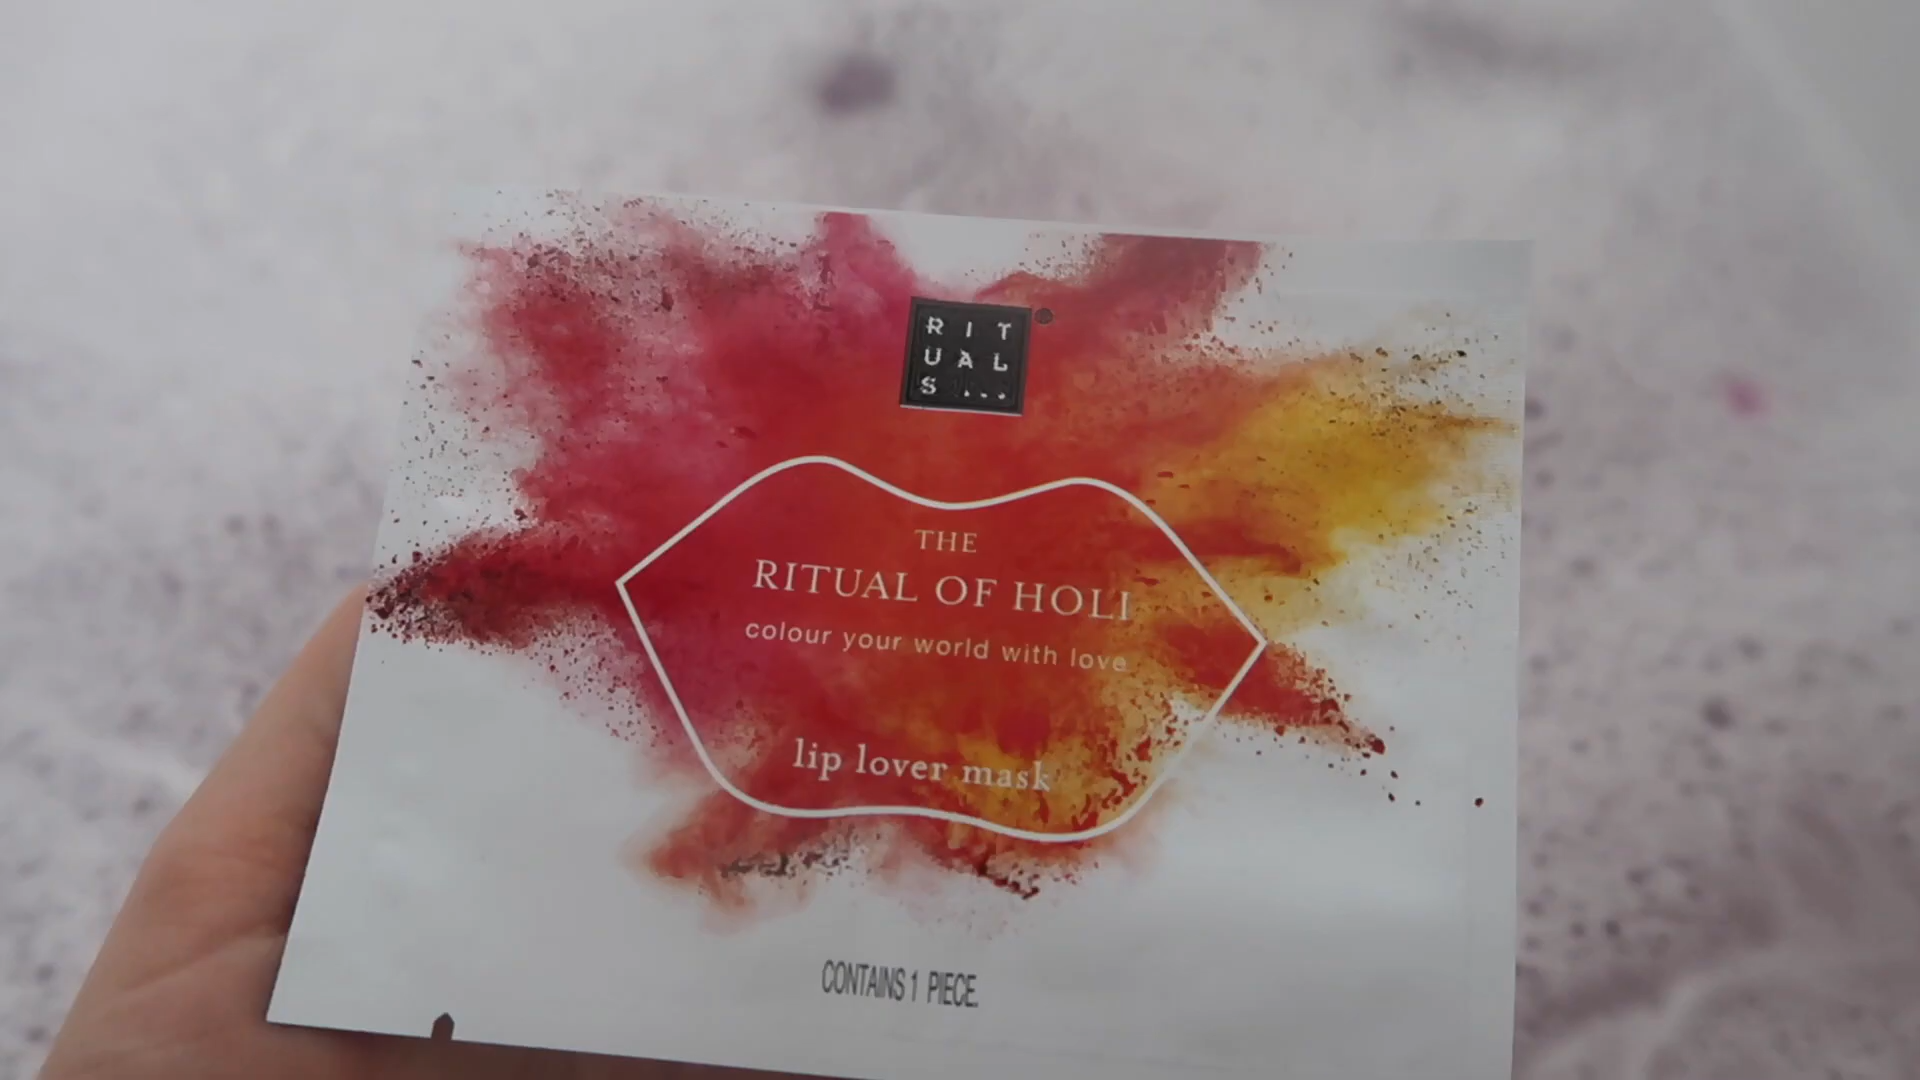 RIT
UAL
S...
THE
RITUAL OF HOLI
colour your world with love
lip lover mask
CONTAINS 1 PIECE.